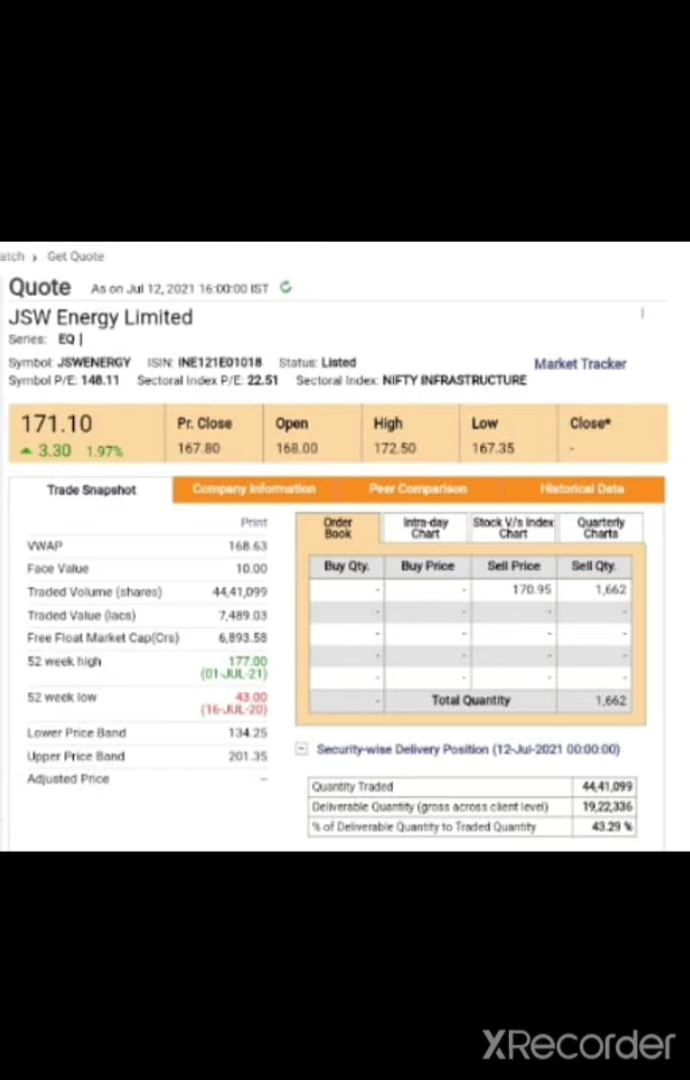 atch › Get Quote
Quote As on Jul 12, 2021 16:00:00 IST
JSW Energy Limited
Series: EQ |
Symbol: JSWENERGY ISIN: INE121E01018 Status: Listed
Market Tracker
Symbol P/E: 148.11 Sectoral Index P/E: 22.51 Sectoral Index: NIFTY INFRASTRUCTURE
171.10 Pr. Close Open High Low Close*
3.30 1.97% 167.80 168.00 172.50 167.35 -
Trade Snapshot Company Information Peer Comparison Historical Data
Print
VWAP 168.63
Face Value 10.00
Traded Volume (shares) 44,41,099
Traded Value (lacs) 7,489.03
Free Float Market Cap(Crs) 6,893.58
52 week high 177.00
(01-JUL-21)
52 week low 43.00
(16-JUL-20)
Lower Price Band 134.25
Upper Price Band 201.35
Adjusted Price -
Order Book Intra-day Chart Stock V/s Index Chart Quarterly Charts
Buy Qty. Buy Price Sell Price Sell Qty.
- - 170.95 1,662
- - - -
- - - -
- - - -
- - - -
- Total Quantity 1,662
Security-wise Delivery Position (12-Jul-2021 00:00:00)
Quantity Traded 44,41,099
Deliverable Quantity (gross across client level) 19,22,336
% of Deliverable Quantity to Traded Quantity 43.29 %
XRecorder